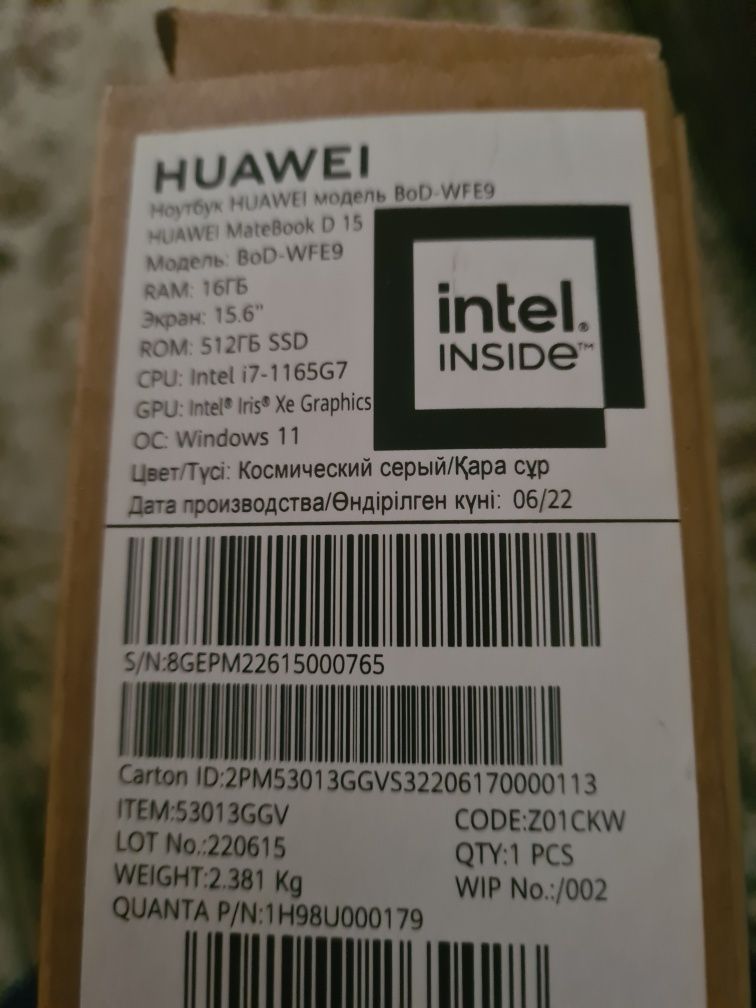 HUAWEI
Ноутбук HUAWEI модель BoD-WFE9
HUAWEI MateBook D 15
Модель: BoD-WFE9
RAM: 16ГБ
Экран: 15.6"
ROM: 512ГБ SSD
CPU: Intel i7-1165G7
GPU: Intel® Iris® Xe Graphics
ОС: Windows 11
Цвет/Түсі: Космический серый/Қара сұр
Дата производства/Өндірілген күні: 06/22
intel®
INSIDe™
S/N:8GEPM22615000765
Carton ID:2PM53013GGVS32206170000113
ITEM:53013GGV
CODE:Z01CKW
LOT No.:220615
QTY:1 PCS
WEIGHT:2.381 Kg
WIP No.:/002
QUANTA P/N:1H98U000179